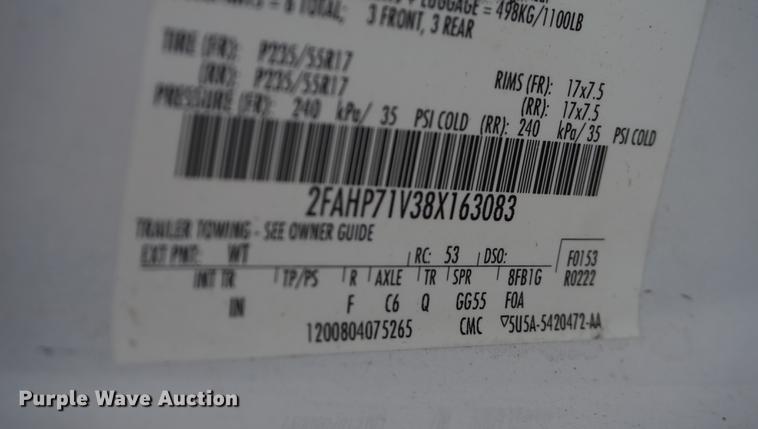 = 6 TOTAL; 3 FRONT, 3 REAR
+ LUGGAGE = 498KG/1100LB
TIRE (FR): P235/55R17 RIMS (FR): 17x7.5
(RR): P235/55R17 (RR): 17x7.5
PRESSURE (FR): 240 kPa/ 35 PSI COLD (RR): 240 kPa/ 35 PSI COLD
2FAHP71V38X163083
TRAILER TOWING - SEE OWNER GUIDE
EXT PNT: WT RC: 53 DSO: F0153
INT TR TP/PS R AXLE TR SPR 8FB1G R0222
IN F C6 Q GG55 F0A
1200804075265 CMC ▽5U5A-5420472-AA
Purple Wave Auction